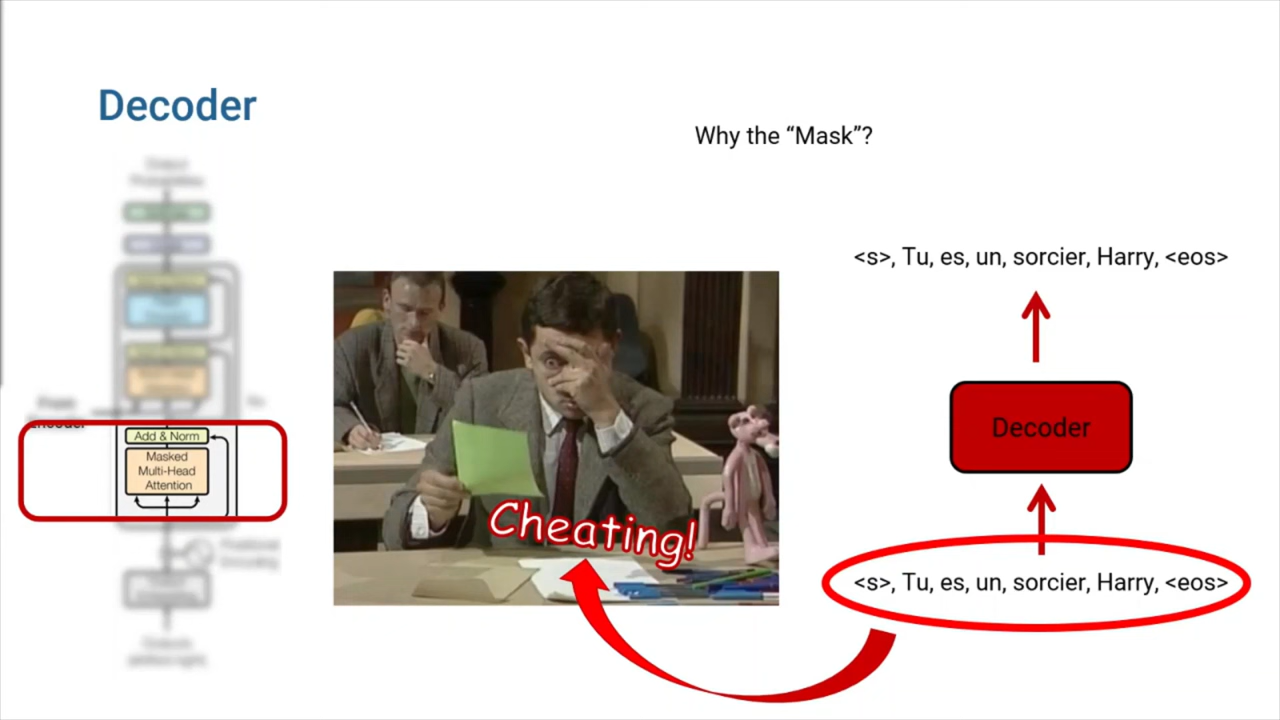 Decoder
Why the “Mask”?
Add & Norm
Masked
Multi-Head
Attention
Cheating!
<s>, Tu, es, un, sorcier, Harry, <eos>
Decoder
<s>, Tu, es, un, sorcier, Harry, <eos>